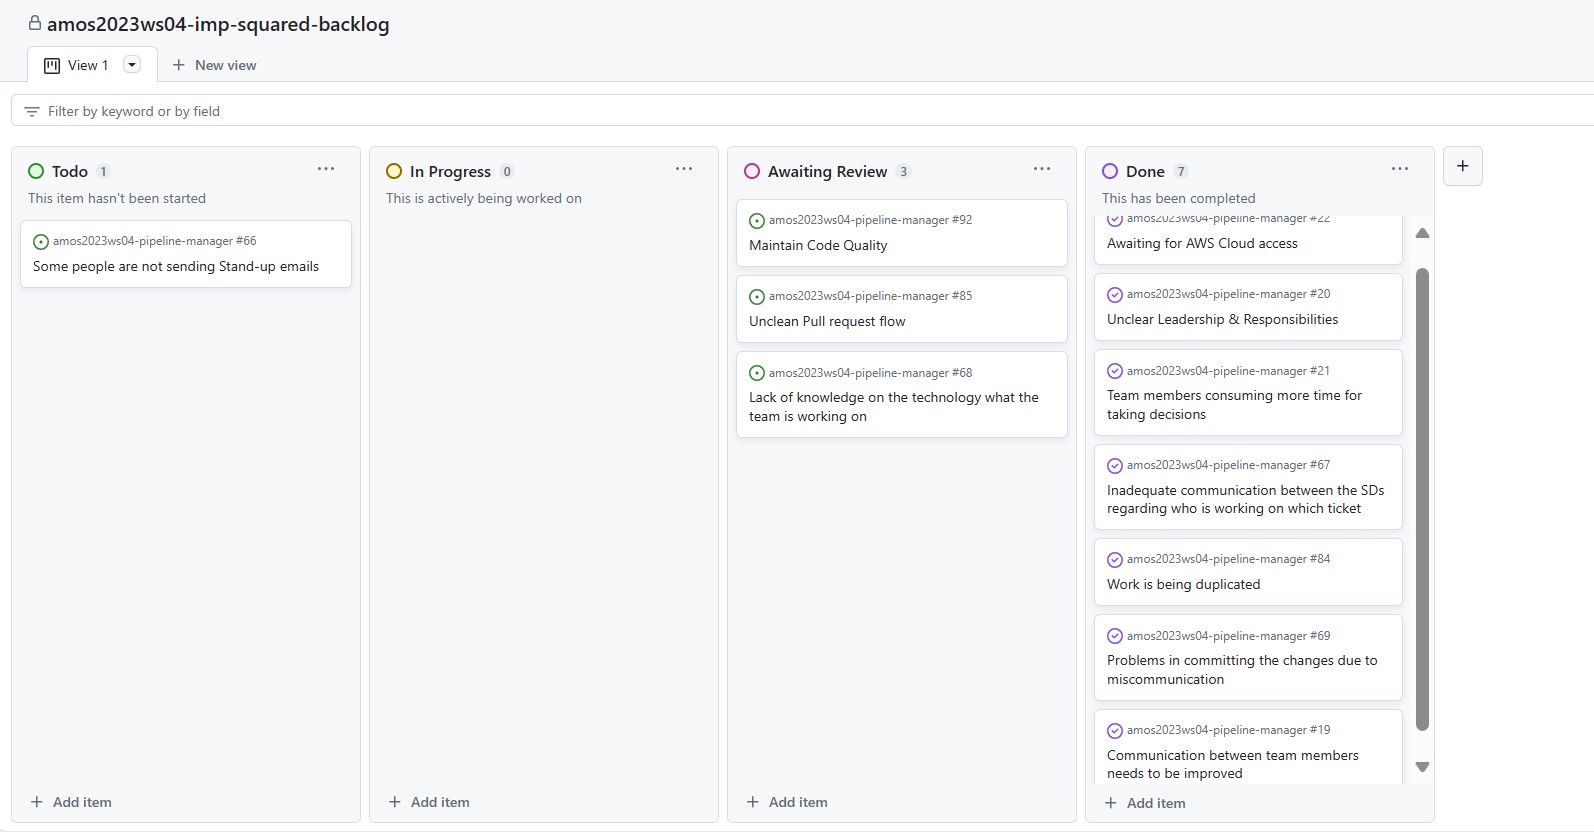 amos2023ws04-imp-squared-backlog
View 1
New view
Filter by keyword or by field
Todo 1
This item hasn't been started
amos2023ws04-pipeline-manager #66
Some people are not sending Stand-up emails
Add item
In Progress 0
This is actively being worked on
Add item
Awaiting Review 3
amos2023ws04-pipeline-manager #92
Maintain Code Quality
amos2023ws04-pipeline-manager #85
Unclean Pull request flow
amos2023ws04-pipeline-manager #68
Lack of knowledge on the technology what the
team is working on
Add item
Done 7
This has been completed
amos2023ws04-pipeline-manager #22
Awaiting for AWS Cloud access
amos2023ws04-pipeline-manager #20
Unclear Leadership & Responsibilities
amos2023ws04-pipeline-manager #21
Team members consuming more time for
taking decisions
amos2023ws04-pipeline-manager #67
Inadequate communication between the SDs
regarding who is working on which ticket
amos2023ws04-pipeline-manager #84
Work is being duplicated
amos2023ws04-pipeline-manager #69
Problems in committing the changes due to
miscommunication
amos2023ws04-pipeline-manager #19
Communication between team members
needs to be improved
Add item